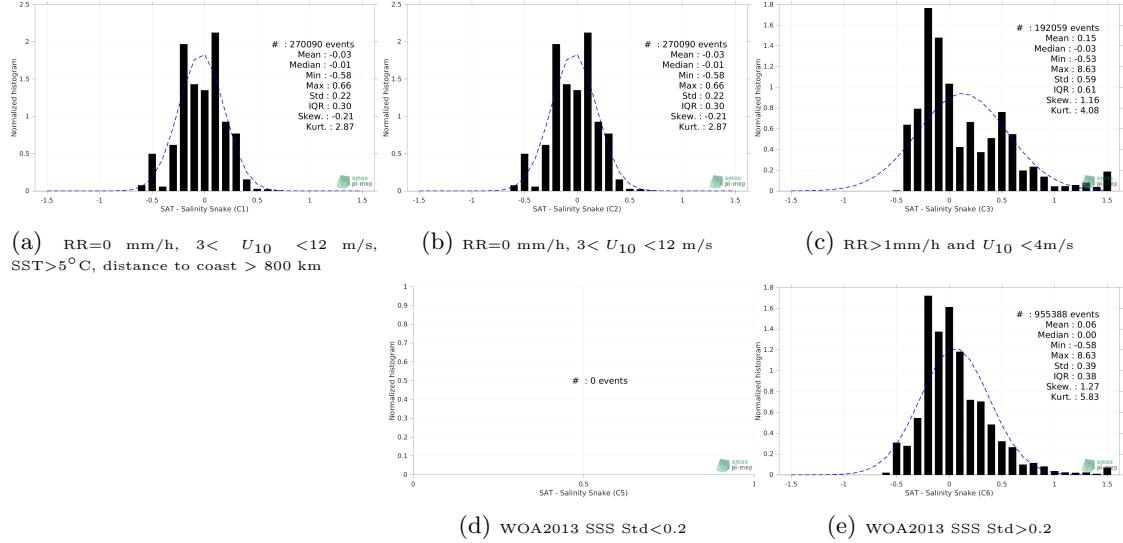 2.5
2
1.5
1
0.5
0
Normalized histogram
# : 270090 events
Mean : -0.03
Median : -0.01
Min : -0.58
Max : 0.66
Std : 0.22
IQR : 0.30
Skew. : -0.21
Kurt. : 2.87
smos
pi-mep
-1.5 -1 -0.5 0 0.5 1 1.5
SAT - Salinity Snake (C1)
(a) RR=0 mm/h, 3< U10 <12 m/s,
SST>5°C, distance to coast > 800 km
2.5
2
1.5
1
0.5
0
Normalized histogram
# : 270090 events
Mean : -0.03
Median : -0.01
Min : -0.58
Max : 0.66
Std : 0.22
IQR : 0.30
Skew. : -0.21
Kurt. : 2.87
smos
pi-mep
-1.5 -1 -0.5 0 0.5 1 1.5
SAT - Salinity Snake (C2)
(b) RR=0 mm/h, 3< U10 <12 m/s
1.8
1.6
1.4
1.2
1
0.8
0.6
0.4
0.2
0
Normalized histogram
# : 192059 events
Mean : 0.15
Median : -0.03
Min : -0.53
Max : 8.63
Std : 0.59
IQR : 0.61
Skew. : 1.16
Kurt. : 4.08
smos
pi-mep
-1.5 -1 -0.5 0 0.5 1 1.5
SAT - Salinity Snake (C3)
(c) RR>1mm/h and U10 <4m/s
1
0.9
0.8
0.7
0.6
0.5
0.4
0.3
0.2
0.1
0
Normalized histogram
# : 0 events
smos
pi-mep
0 0.5 1
SAT - Salinity Snake (C5)
(d) WOA2013 SSS Std<0.2
1.8
1.6
1.4
1.2
1
0.8
0.6
0.4
0.2
0
Normalized histogram
# : 955388 events
Mean : 0.06
Median : 0.00
Min : -0.58
Max : 8.63
Std : 0.39
IQR : 0.38
Skew. : 1.27
Kurt. : 5.83
smos
pi-mep
-1.5 -1 -0.5 0 0.5 1 1.5
SAT - Salinity Snake (C6)
(e) WOA2013 SSS Std>0.2